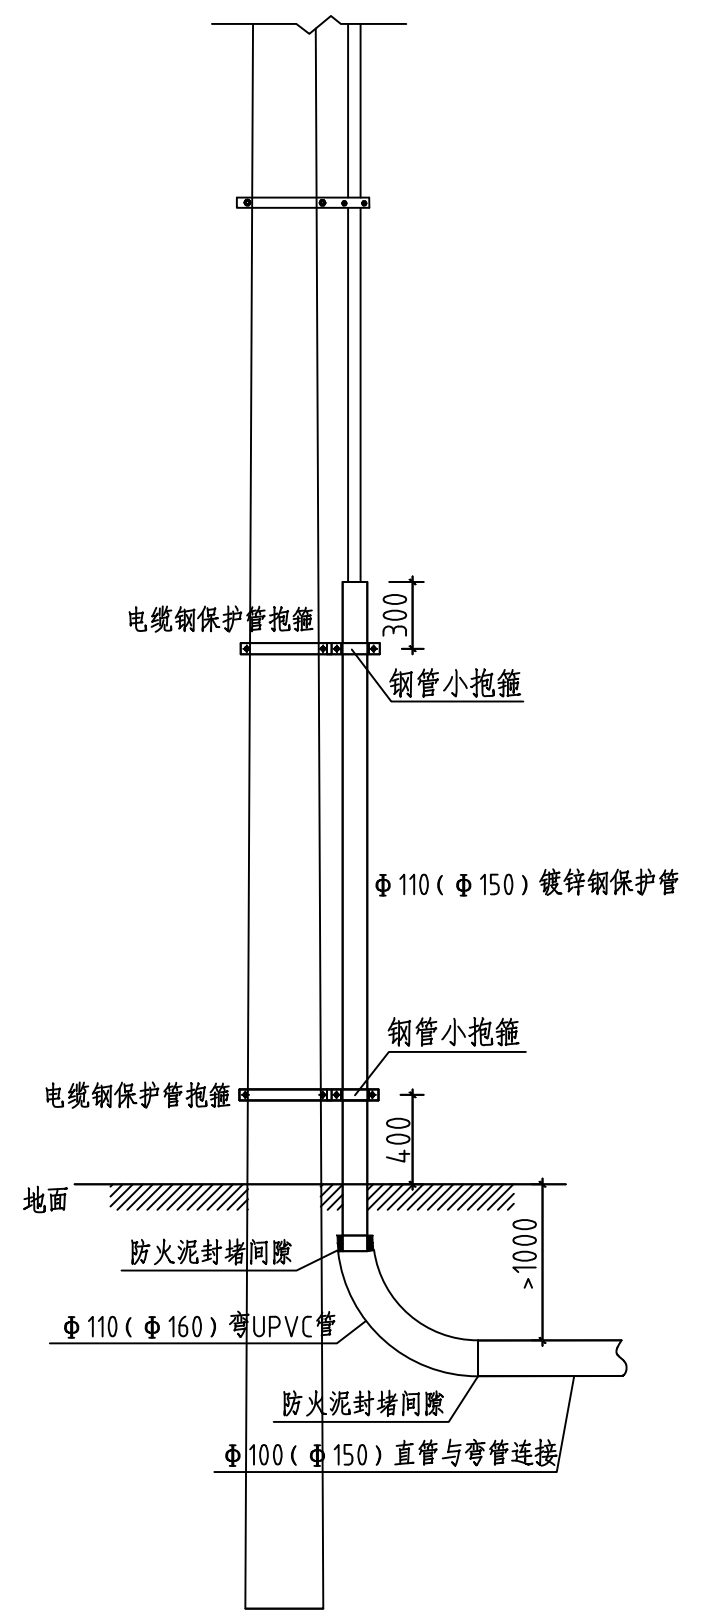 电缆钢保护管抱箍
300
钢管小抱箍
Φ110(Φ150)镀锌钢保护管
钢管小抱箍
电缆钢保护管抱箍
400
地面
防火泥封堵间隙
>1000
Φ110(Φ160)弯UPVC管
防火泥封堵间隙
Φ100(Φ150)直管与弯管连接